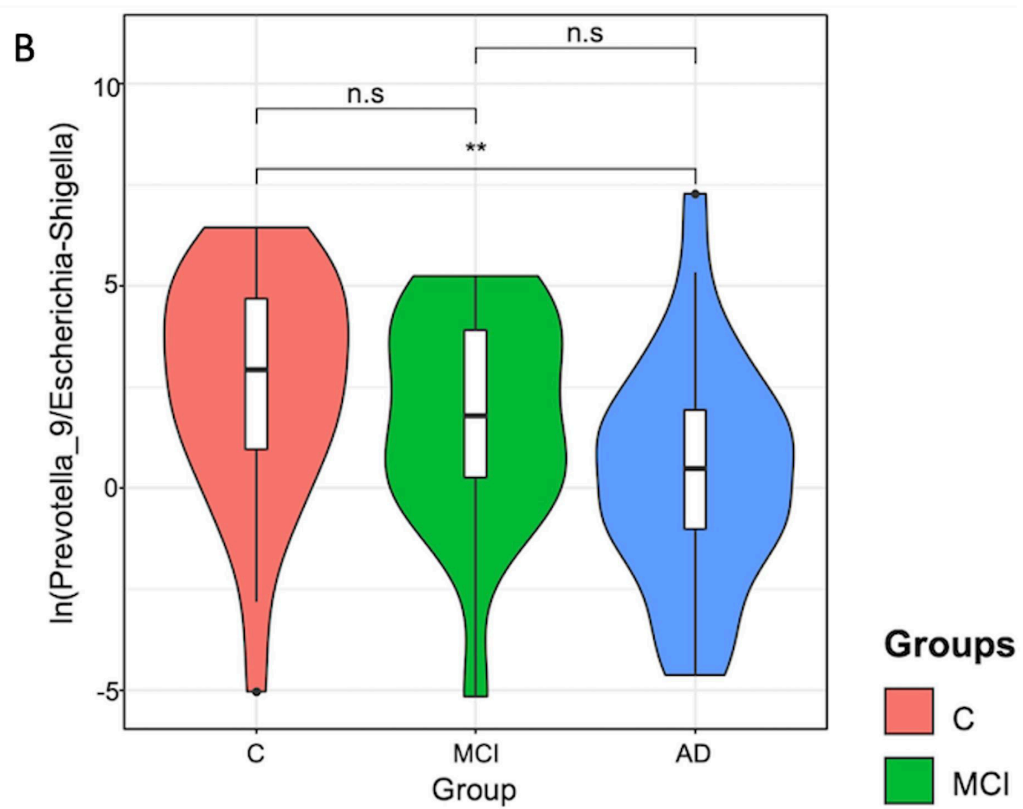 B
n.s
n.s
**
10
5
0
-5
ln(Prevotella_9/Escherichia-Shigella)
C
MCI
AD
Group
Groups
C
MCI